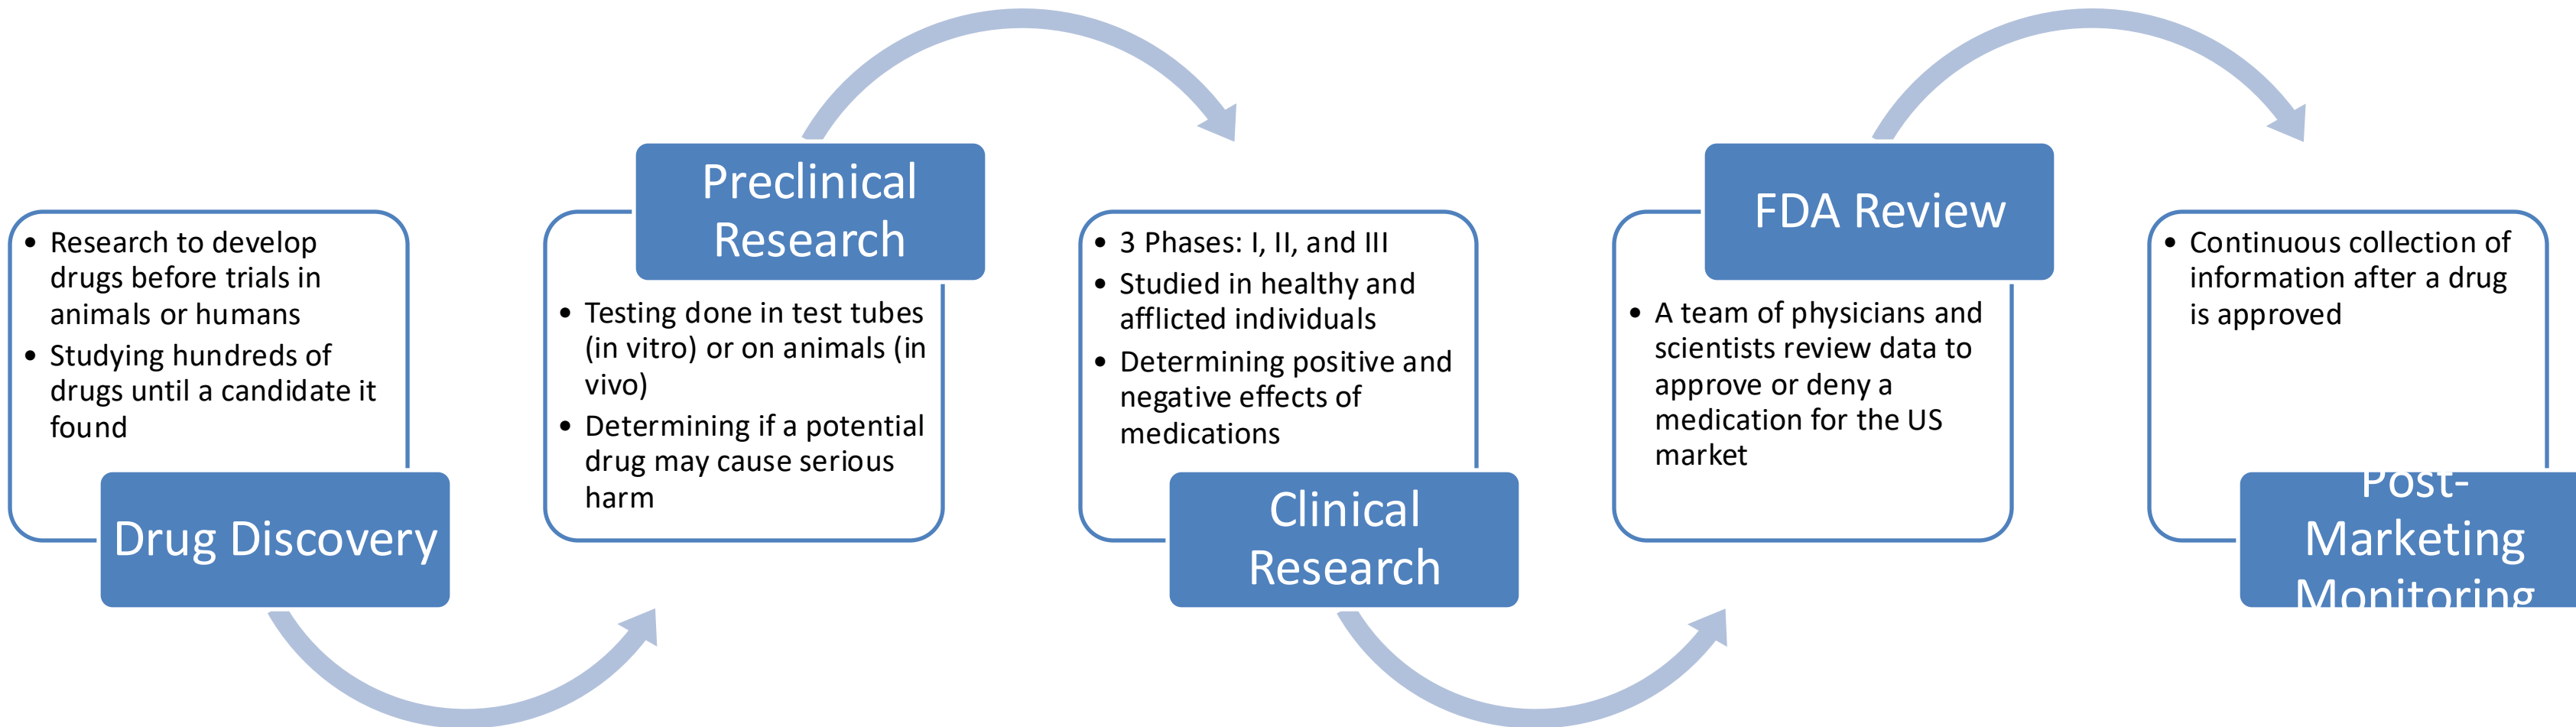 • Research to develop
drugs before trials in
animals or humans
• Studying hundreds of
drugs until a candidate it
found
Drug Discovery
Preclinical
Research
• Testing done in test tubes
(in vitro) or on animals (in
vivo)
• Determining if a potential
drug may cause serious
harm
• 3 Phases: I, II, and III
• Studied in healthy and
afflicted individuals
• Determining positive and
negative effects of
medications
Clinical
Research
FDA Review
• A team of physicians and
scientists review data to
approve or deny a
medication for the US
market
• Continuous collection of
information after a drug
is approved
Post-
Marketing
Monitoring